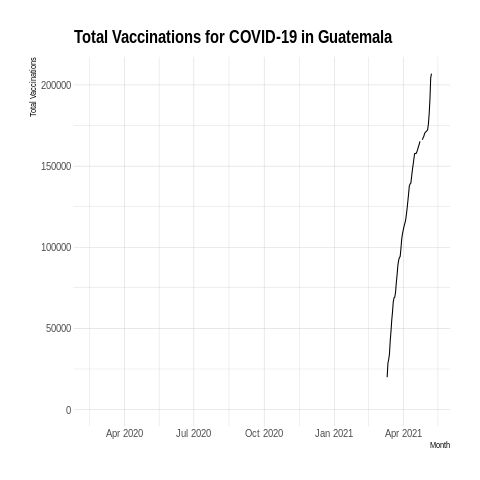 Total Vaccinations for COVID-19 in Guatemala
Total Vaccinations
200000
150000
100000
50000
0
Apr 2020 Jul 2020 Oct 2020 Jan 2021 Apr 2021
Month